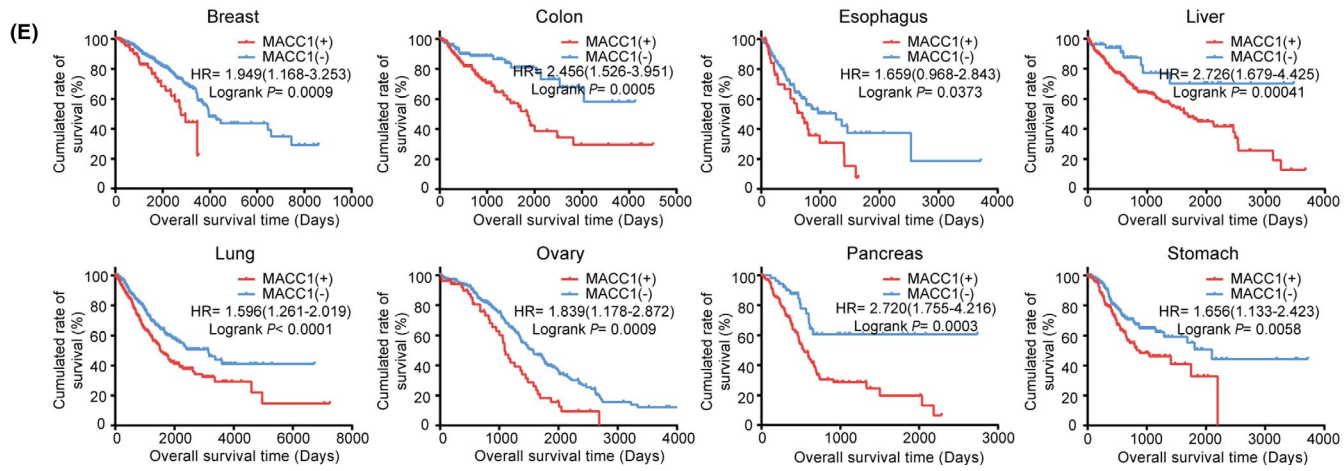 (E)
Breast
Cumulated rate of
survival (%)
100
80
60
40
20
0
MACC1(+)
MACC1(-)
HR= 1.949(1.168-3.253)
Logrank P= 0.0009
0 2000 4000 6000 8000 10000
Overall survival time (Days)
Colon
Cumulated rate of
survival (%)
100
80
60
40
20
0
MACC1(+)
MACC1(-)
HR= 2.456(1.526-3.951)
Logrank P= 0.0005
0 1000 2000 3000 4000 5000
Overall survival time (Days)
Esophagus
Cumulated rate of
survival (%)
100
80
60
40
20
0
MACC1(+)
MACC1(-)
HR= 1.659(0.968-2.843)
Logrank P= 0.0373
0 1000 2000 3000 4000
Overall survival time (Days)
Liver
Cumulated rate of
survival (%)
100
80
60
40
20
0
MACC1(+)
MACC1(-)
HR= 2.726(1.679-4.425)
Logrank P= 0.00041
0 1000 2000 3000 4000
Overall survival time (Days)
Lung
Cumulated rate of
survival (%)
100
80
60
40
20
0
MACC1(+)
MACC1(-)
HR= 1.596(1.261-2.019)
Logrank P< 0.0001
0 2000 4000 6000 8000
Overall survival time (Days)
Ovary
Cumulated rate of
survival (%)
100
80
60
40
20
0
MACC1(+)
MACC1(-)
HR= 1.839(1.178-2.872)
Logrank P= 0.0009
0 1000 2000 3000 4000
Overall survival time (Days)
Pancreas
Cumulated rate of
survival (%)
100
80
60
40
20
0
MACC1(+)
MACC1(-)
HR= 2.720(1.755-4.216)
Logrank P= 0.0003
0 1000 2000 3000
Overall survival time (Days)
Stomach
Cumulated rate of
survival (%)
100
80
60
40
20
0
MACC1(+)
MACC1(-)
HR= 1.656(1.133-2.423)
Logrank P= 0.0058
0 1000 2000 3000 4000
Overall survival time (Days)